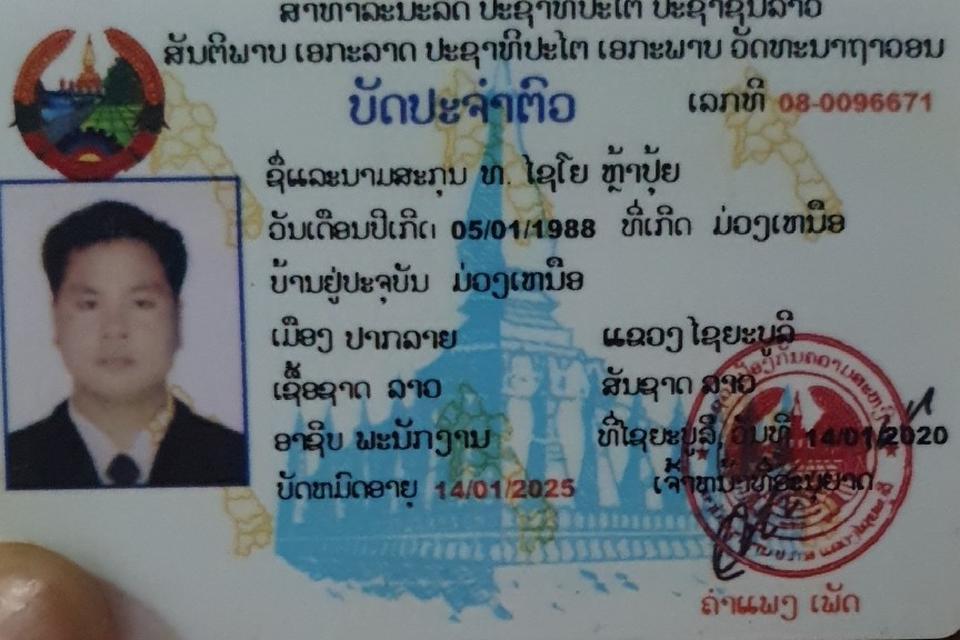 ສາທາລະນະລັດ ປະຊາທິປະໄຕ ປະຊາຊົນລາວ
ສັນຕິພາບ ເອກະລາດ ປະຊາທິປະໄຕ ເອກະພາບ ວັດທະນາຖາວອນ
ບັດປະຈຳຕົວ
ເລກທີ 08-0096671
ຊື່ແລະນາມສະກຸນ ທ. ໄຊໂຍ ຫຼ້າປຸ້ຍ
ວັນເດືອນປີເກີດ 05/01/1988 ທີ່ເກີດ ມ່ວງເຫນືອ
ບ້ານຢູ່ປະຈຸບັນ ມ່ວງເຫນືອ
ເມືອງ ປາກລາຍ ແຂວງ ໄຊຍະບູລີ
ເຊື້ອຊາດ ລາວ ສັນຊາດ ລາວ
ອາຊີບ ພະນັກງານ ທີ່ໄຊຍະບູລີ, ວັນທີ 14/01/2020
ບັດຫມົດອາຍຸ 14/01/2025 ເຈົ້າຫນ້າທີ່ອະນຸຍາດ
ຄຳແພງ ເພັດ